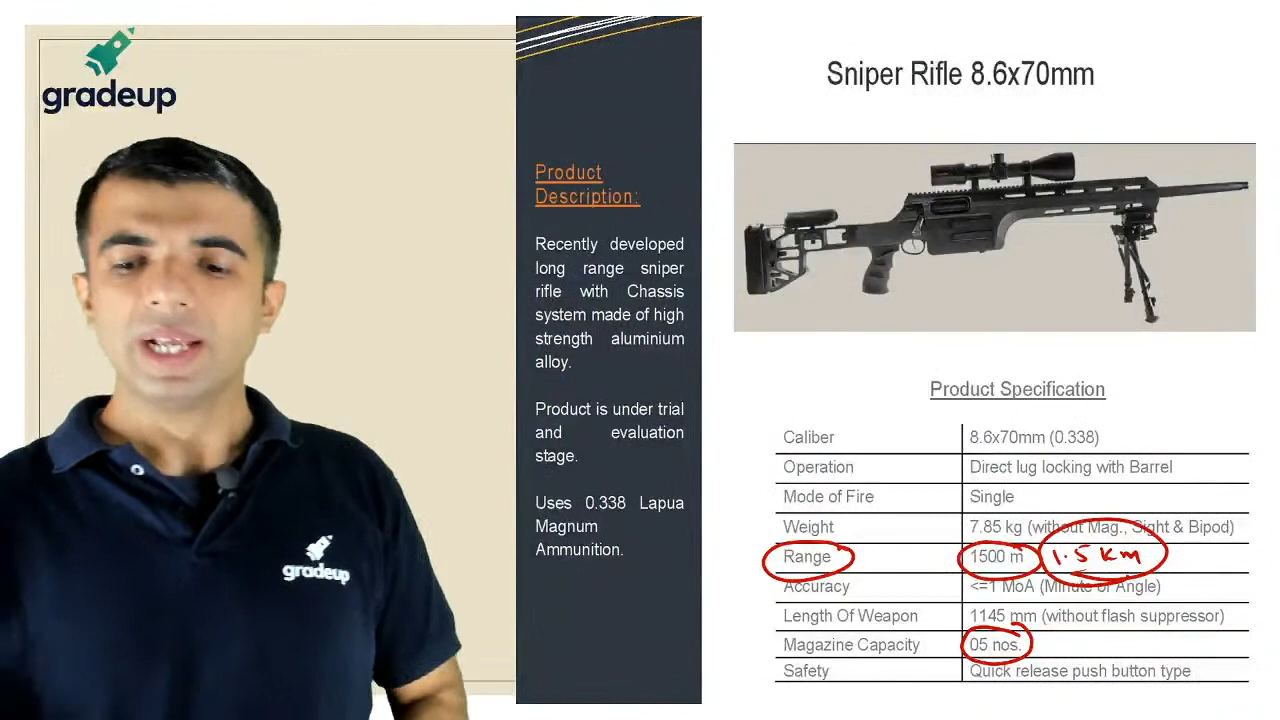 gradeup
Sniper Rifle 8.6x70mm
Product
Description:
Recently developed
long range sniper
rifle with Chassis
system made of high
strength aluminium
alloy.
Product is under trial
and evaluation
stage.
Uses 0.338 Lapua
Magnum
Ammunition.
Product Specification
Caliber 8.6x70mm (0.338)
Operation Direct lug locking with Barrel
Mode of Fire Single
Weight 7.85 kg (without Mag., Sight & Bipod)
Range 1500 m 1.5 km
Accuracy <=1 MoA (Minute of Angle)
Length Of Weapon 1145 mm (without flash suppressor)
Magazine Capacity 05 nos.
Safety Quick release push button type
gradeup